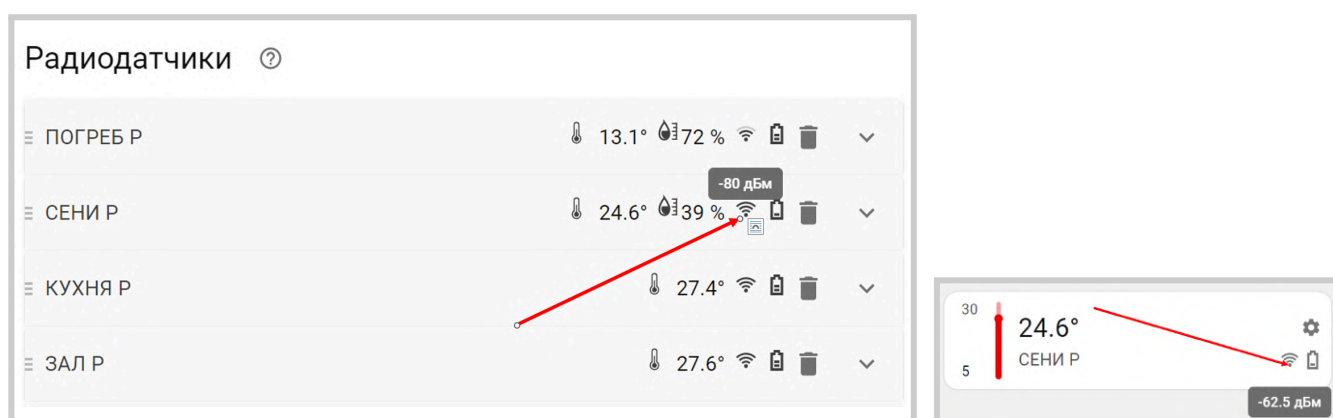 Радиодатчики
ПОГРЕБ Р 13.1° 72 %
-80 дБм
СЕНИ Р 24.6° 39 %
КУХНЯ Р 27.4°
ЗАЛ Р 27.6°
30
24.6°
СЕНИ Р
5
-62.5 дБм